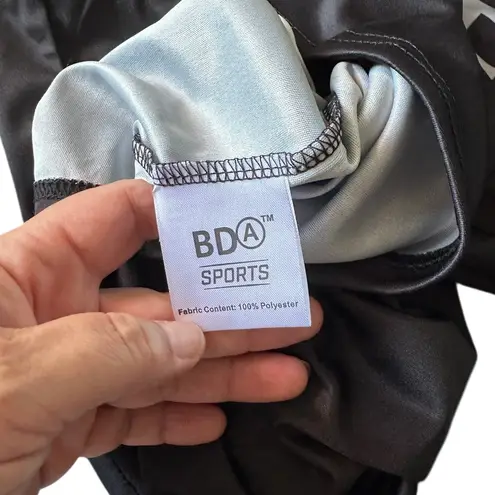 BDA™
SPORTS
Fabric Content: 100% Polyester